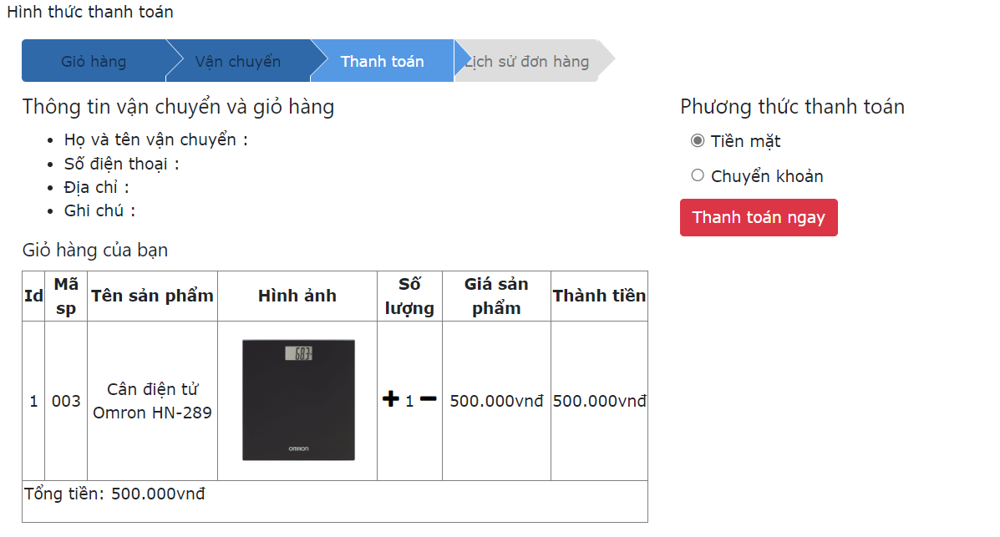 Hình thức thanh toán
Giỏ hàng
Vận chuyển
Thanh toán
Lịch sử đơn hàng
Thông tin vận chuyển và giỏ hàng
Họ và tên vận chuyển :
Số điện thoại :
Địa chỉ :
Ghi chú :
Phương thức thanh toán
Tiền mặt
Chuyển khoản
Thanh toán ngay
Giỏ hàng của bạn
Id Mã sp Tên sản phẩm Hình ảnh Số lượng Giá sản phẩm Thành tiền
683
OMRON
1 003 Cân điện tử Omron HN-289 1 500.000vnđ 500.000vnđ
Tổng tiền: 500.000vnđ